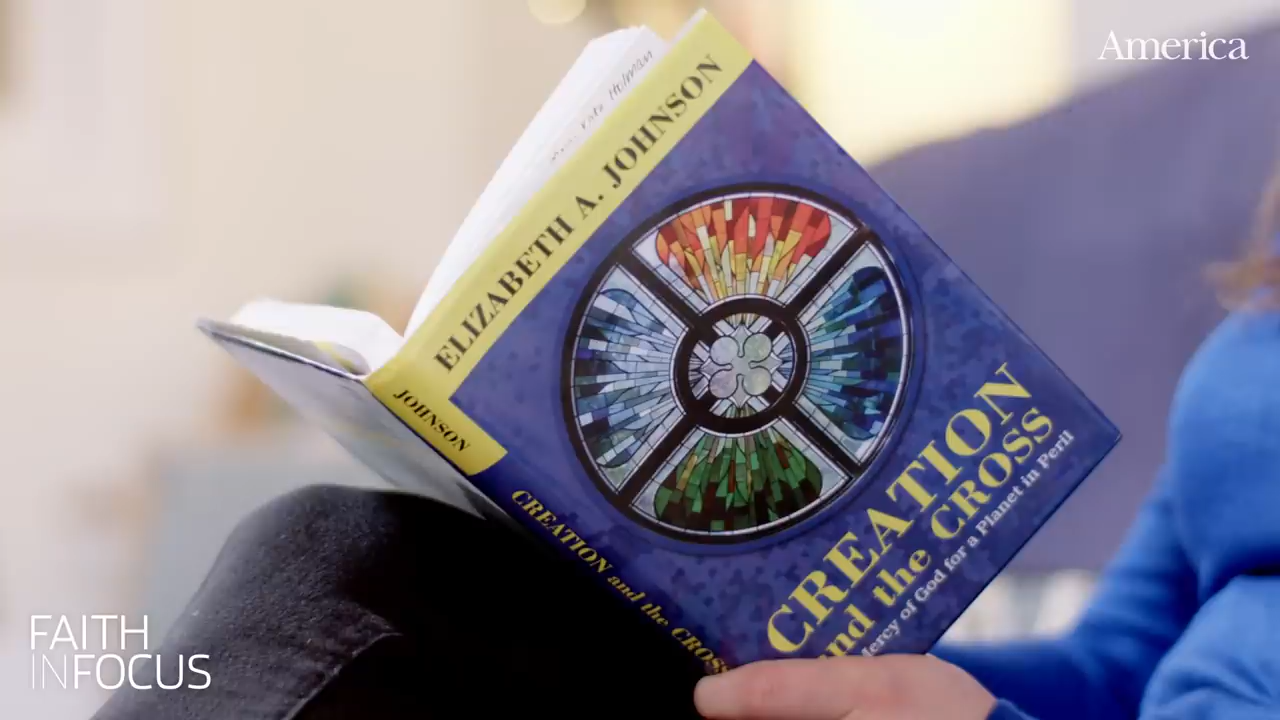 America
Holman
ELIZABETH A. JOHNSON
JOHNSON
CREATION and the CROSS
CREATION
and the CROSS
Mercy of God for a Planet in Peril
FAITH
INFOCUS